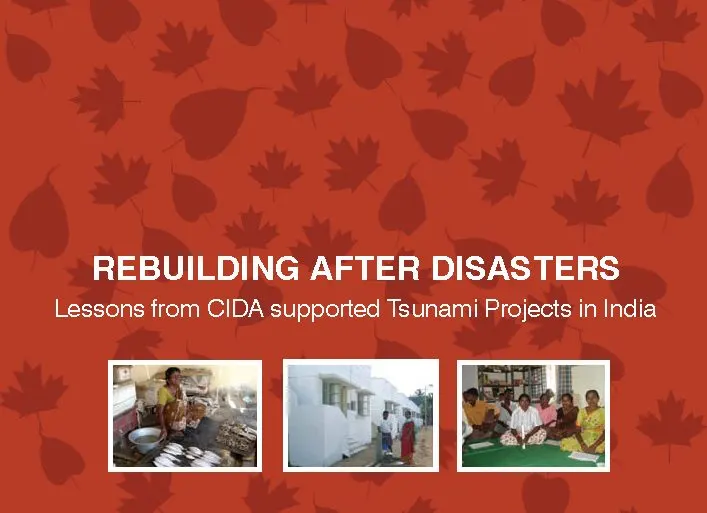 REBUILDING AFTER DISASTERS
Lessons from CIDA supported Tsunami Projects in India